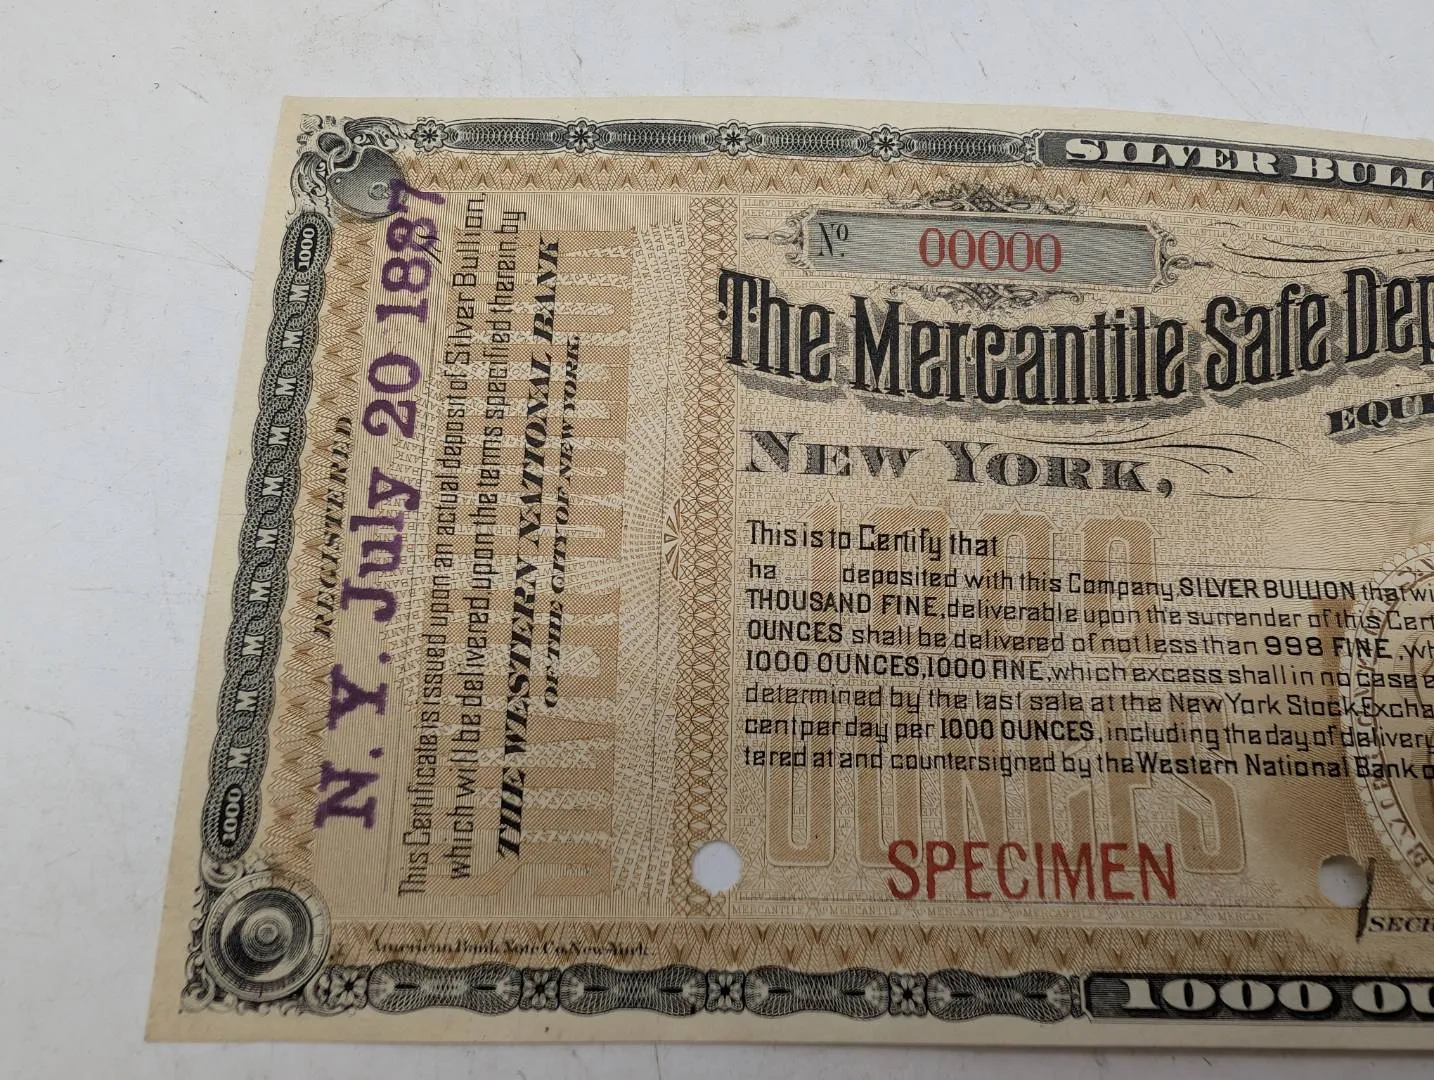 SILVER BULL
No. 00000
The Mercantile Safe Dep
EQUI
NEW YORK,
This is to Certify that
ha deposited with this Company, SILVER BULLION that wi
THOUSAND FINE, deliverable upon the surrender of this Cert
OUNCES shall be delivered of not less than 998 FINE, wh
1000 OUNCES, 1000 FINE, which excess shall in no case e
determined by the last sale at the New York Stock Excha
cent per day per 1000 OUNCES, including the day of delivery
tered at and countersigned by the Western National Bank o
1000 OUNCES
SPECIMEN
SECR
1000 OU
American Bank Note Co. New York.
1000 M M M M M M M M M 1000
REGISTERED
N. Y. July 20 1887
This Certificate is issued upon an actual deposit of Silver Bullion,
which will be delivered upon the terms specified therein by
THE WESTERN NATIONAL BANK
OF THE CITY OF NEW YORK.